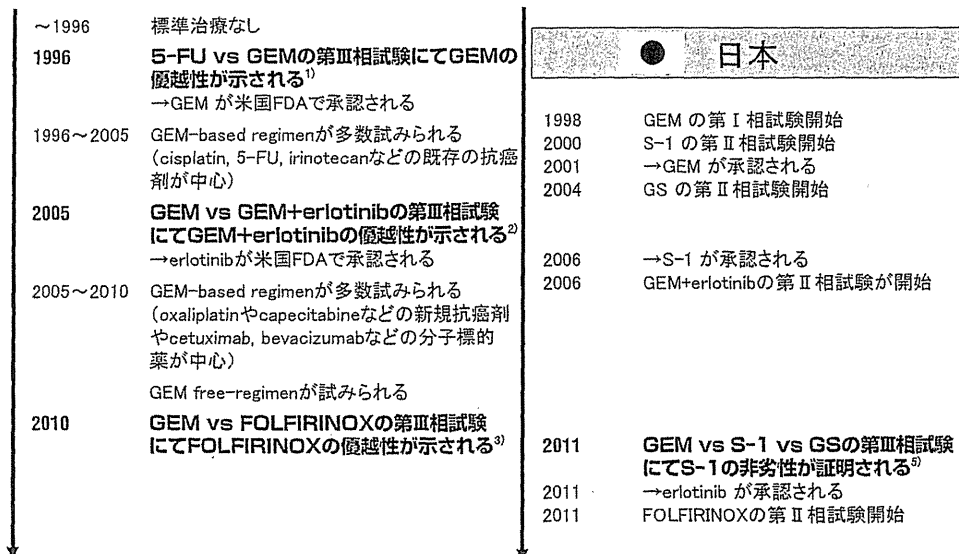 ~1996 標準治療なし
1996 5-FU vs GEMの第Ⅲ相試験にてGEMの
優越性が示される1)
→GEM が米国FDAで承認される
1996~2005 GEM-based regimenが多数試みられる
(cisplatin, 5-FU, irinotecanなどの既存の抗癌
剤が中心)
2005 GEM vs GEM+erlotinibの第Ⅲ相試験
にてGEM+erlotinibの優越性が示される2)
→erlotinibが米国FDAで承認される
2005~2010 GEM-based regimenが多数試みられる
(oxaliplatinやcapecitabineなどの新規抗癌剤
やcetuximab, bevacizumabなどの分子標的
薬が中心)
GEM free-regimenが試みられる
2010 GEM vs FOLFIRINOXの第Ⅲ相試験
にてFOLFIRINOXの優越性が示される3)
日本
1998 GEM の第Ⅰ相試験開始
2000 S-1 の第Ⅱ相試験開始
2001 →GEM が承認される
2004 GS の第Ⅱ相試験開始
2006 →S-1 が承認される
2006 GEM+erlotinibの第Ⅱ相試験が開始
2011 GEM vs S-1 vs GSの第Ⅲ相試験
にてS-1の非劣性が証明される5)
2011 →erlotinib が承認される
2011 FOLFIRINOXの第Ⅱ相試験開始